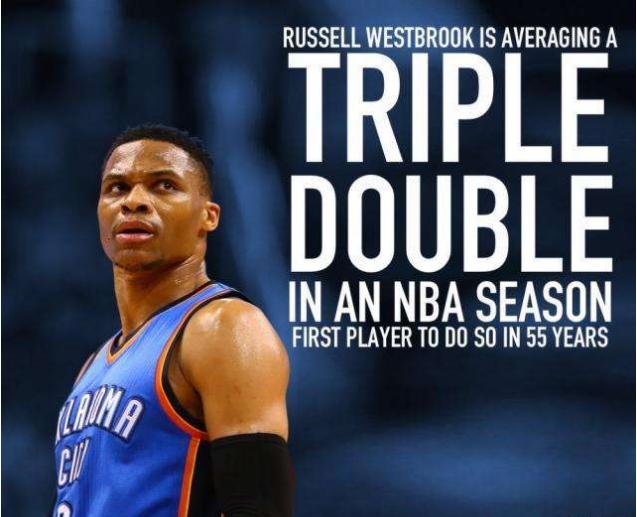 RUSSELL WESTBROOK IS AVERAGING A
TRIPLE
DOUBLE
IN AN NBA SEASON
FIRST PLAYER TO DO SO IN 55 YEARS